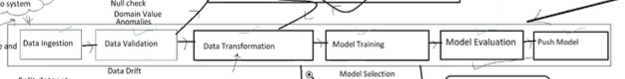 o system
Null check
Domain Value
Anomalies
e and
Data Ingestion
Data Validation
Data Transformation
Model Training
Model Evaluation
Push Model
Data Drift
Model Selection